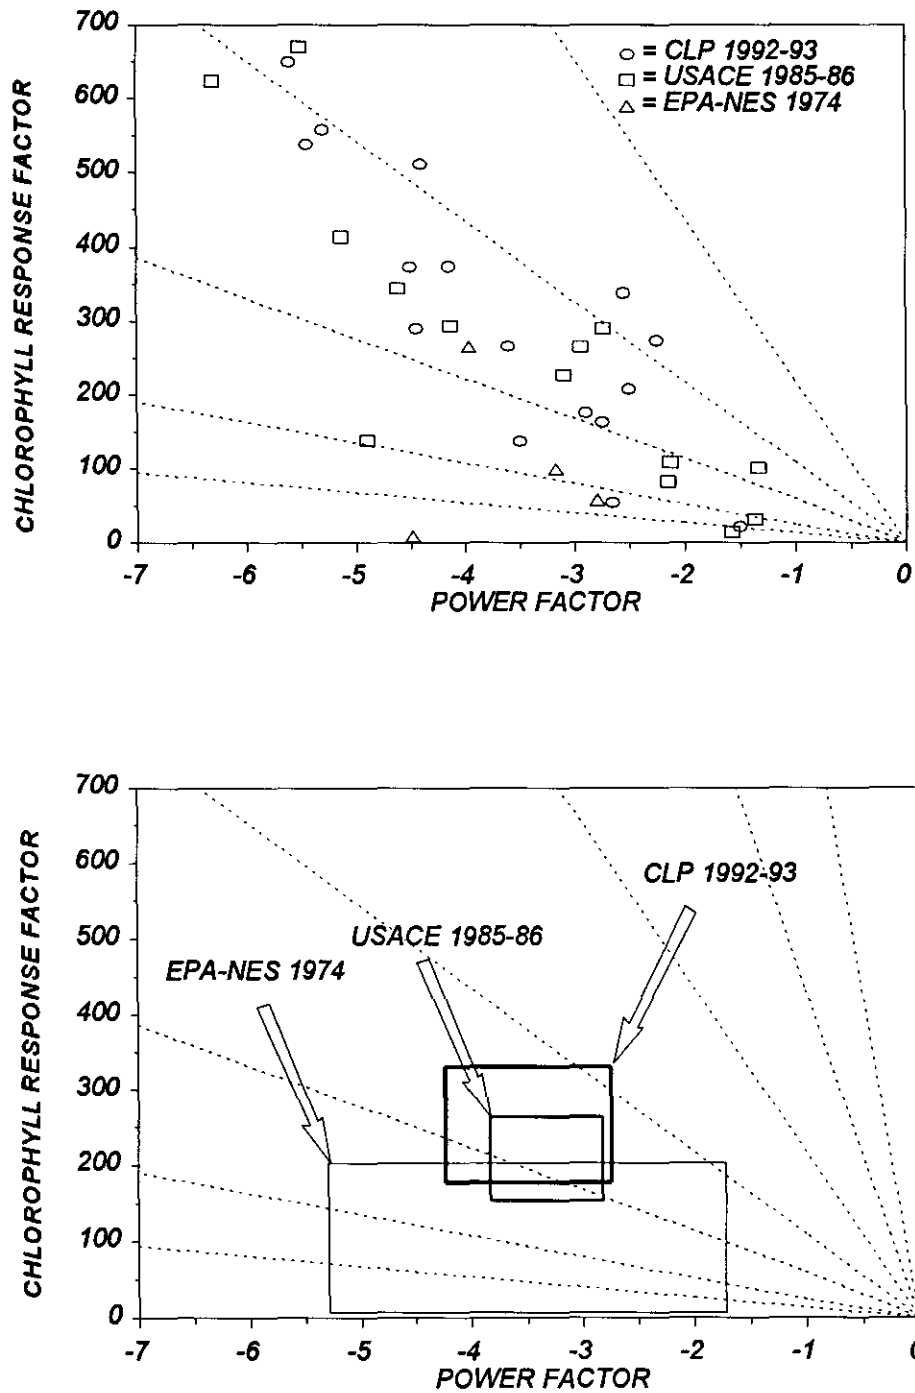 700
600
500
400
300
200
100
0
CHLOROPHYLL RESPONSE FACTOR
= CLP 1992-93
= USACE 1985-86
= EPA-NES 1974
-7 -6 -5 -4 -3 -2 -1 0
POWER FACTOR
700
600
500
400
300
200
100
0
CHLOROPHYLL RESPONSE FACTOR
CLP 1992-93
USACE 1985-86
EPA-NES 1974
-7 -6 -5 -4 -3 -2 -1 0
POWER FACTOR